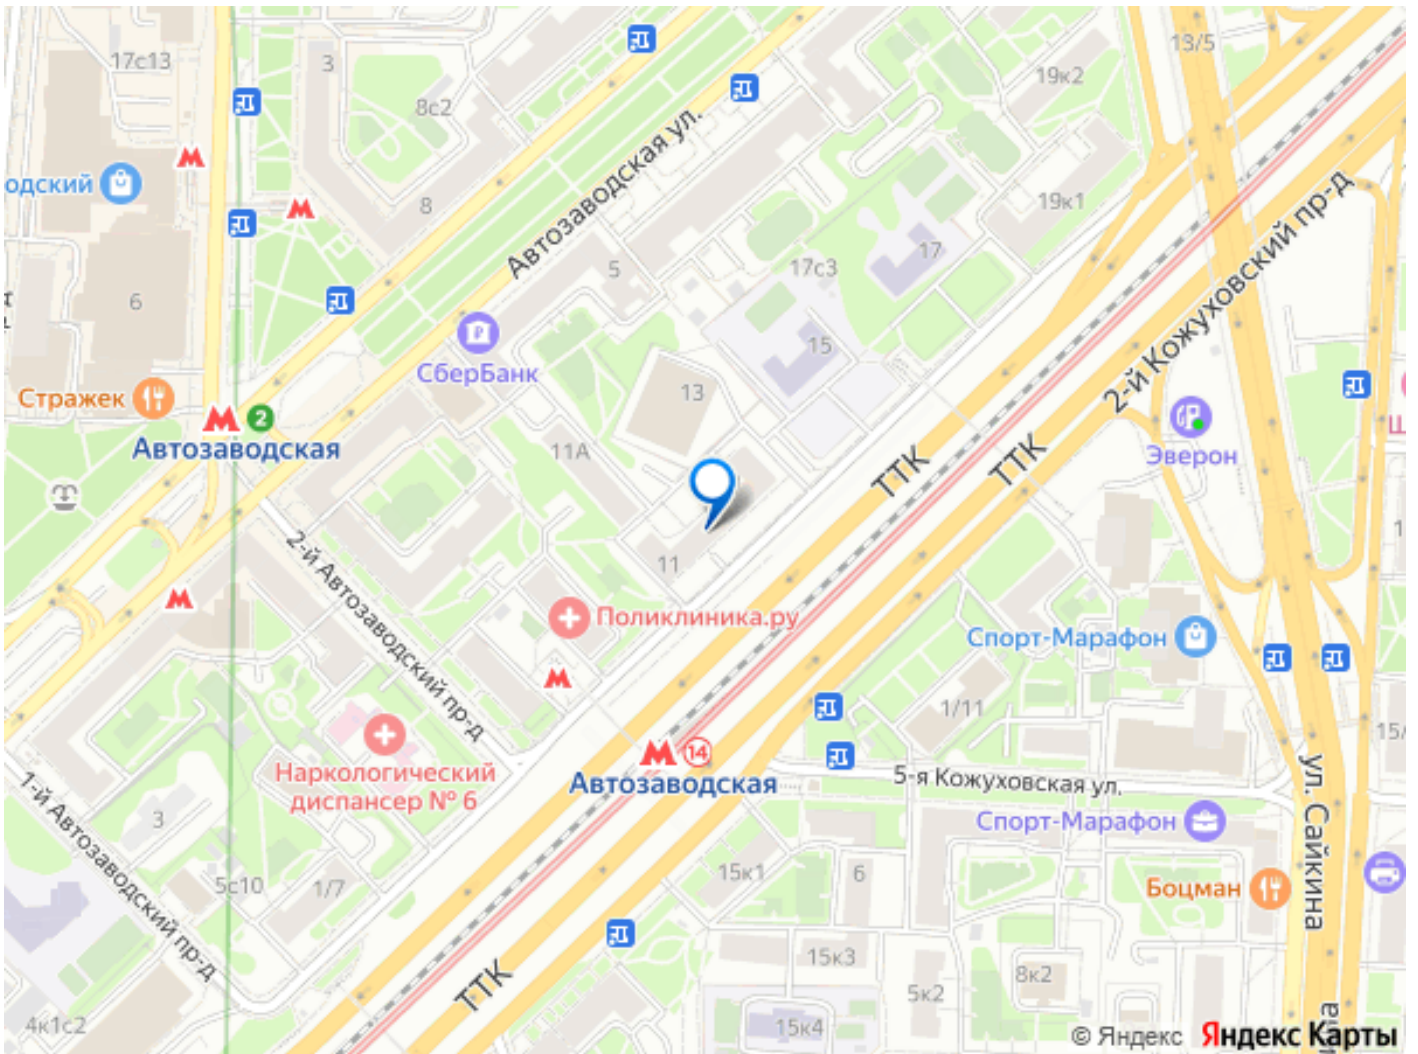 17с13
3
13/5
19к2
8с2
Автозаводская ул.
одский
19к1
8
2-й Кожуховский пр-д
17
17с3
5
6
15
СберБанк
13
Стражек
2
Автозаводская
11А
ТТК
ТТК
Эверон
11
2-й Автозаводский пр-д
Поликлиника.ру
Спорт-Марафон
1/11
15/
14
Автозаводская
5-я Кожуховская ул.
Наркологический
диспансер № 6
1-й Автозаводский пр-д
3
ул. Сайкина
Спорт-Марафон
5с10
1/7
15к1
6
Боцман
ТТК
15к3
8к2
5к2
4к1с2
15к4
© Яндекс Яндекс Карты